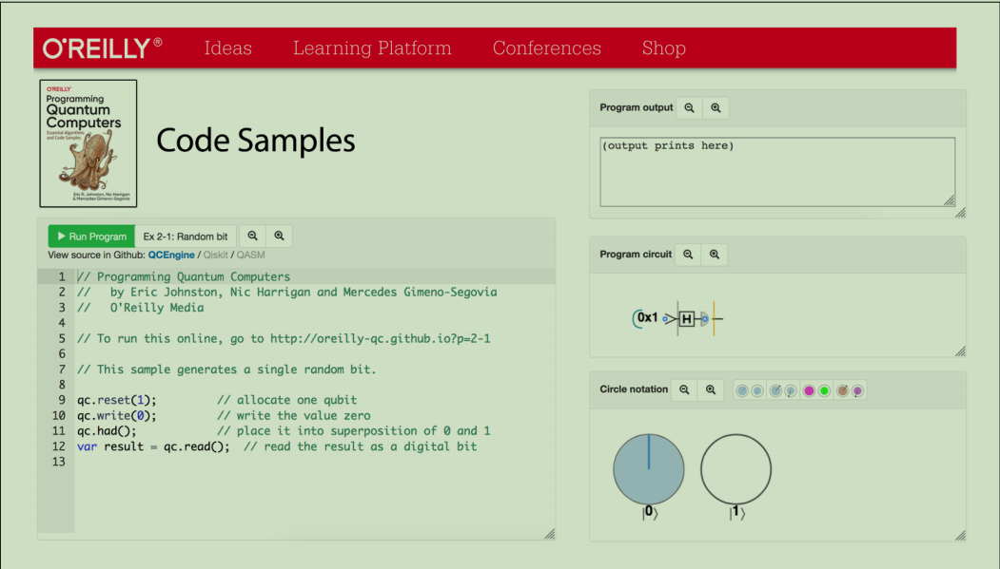 O'REILLY® Ideas Learning Platform Conferences Shop
O'REILLY®
Programming
Quantum
Computers
Essential Algorithms
and Code Samples
Eric R. Johnston, Nic Harrigan
& Mercedes Gimeno-Segovia
Code Samples
Run Program Ex 2-1: Random bit
View source in Github: QCEngine / Qiskit / QASM
1 // Programming Quantum Computers
2 //   by Eric Johnston, Nic Harrigan and Mercedes Gimeno-Segovia
3 //   O'Reilly Media
4
5 // To run this online, go to http://oreilly-qc.github.io?p=2-1
6
7 // This sample generates a single random bit.
8
9 qc.reset(1);         // allocate one qubit
10 qc.write(0);         // write the value zero
11 qc.had();            // place it into superposition of 0 and 1
12 var result = qc.read();  // read the result as a digital bit
13
Program output
(output prints here)
Program circuit
0x1 H
Circle notation
|0⟩ |1⟩